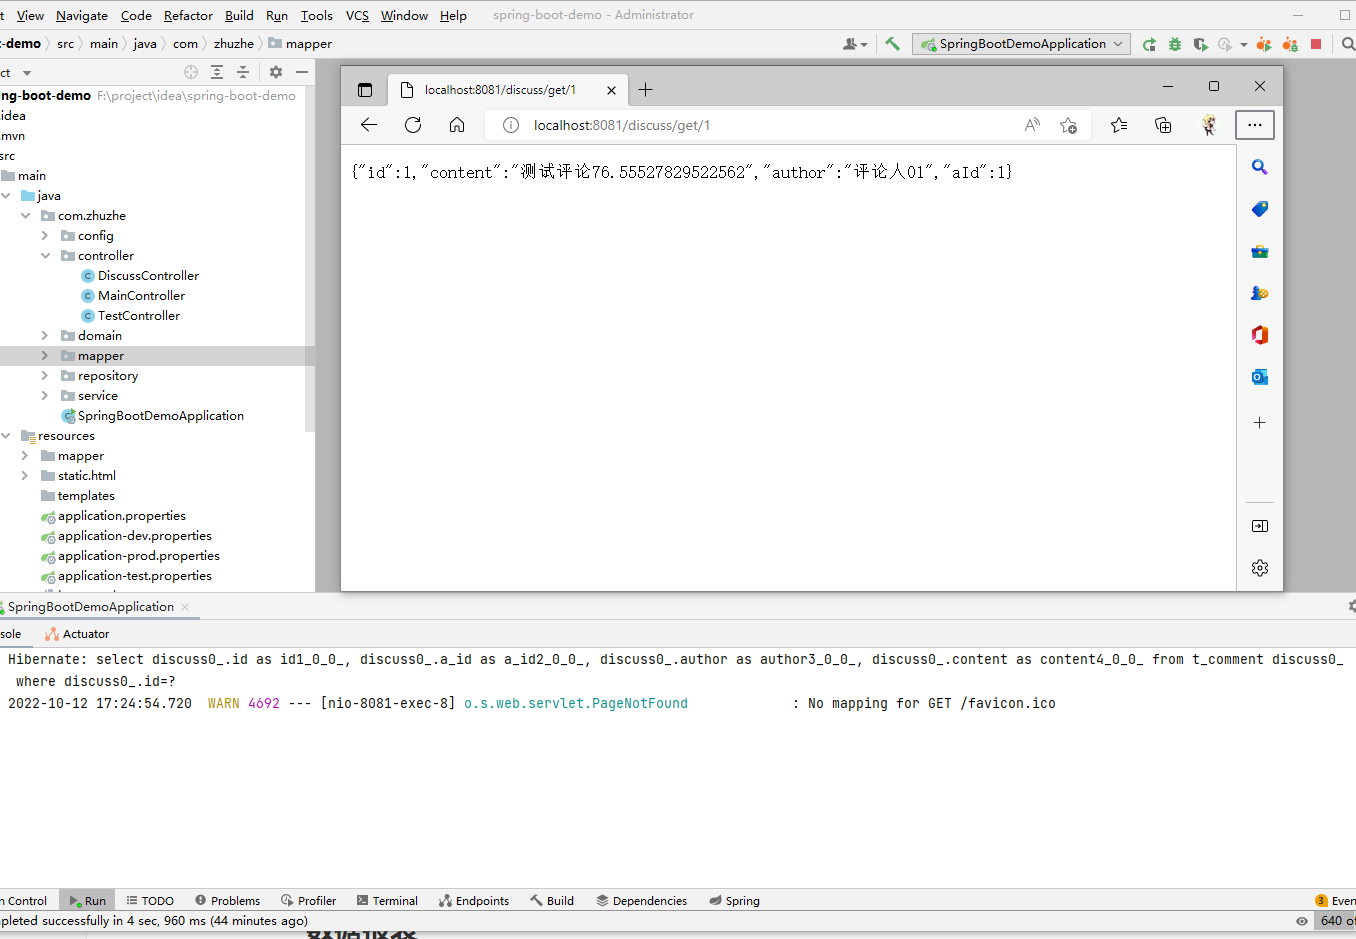 View Navigate Code Refactor Build Run Tools VCS Window Help spring-boot-demo - Administrator
src main java com zhuzhe mapper SpringBootDemoApplication
localhost:8081/discuss/get/1
localhost:8081/discuss/get/1
{"id":1,"content":"测试评论76.55527829522562","author":"评论人01","aId":1}
ng-boot-demo F:\project\idea\spring-boot-demo
.idea
.mvn
src
main
java
com.zhuzhe
config
controller
DiscussController
MainController
TestController
domain
mapper
repository
service
SpringBootDemoApplication
resources
mapper
static.html
templates
application.properties
application-dev.properties
application-prod.properties
application-test.properties
SpringBootDemoApplication
sole Actuator
Hibernate: select discuss0_.id as id1_0_0_, discuss0_.a_id as a_id2_0_0_, discuss0_.author as author3_0_0_, discuss0_.content as content4_0_0_ from t_comment discuss0_
where discuss0_.id=?
2022-10-12 17:24:54.720 WARN 4692 --- [nio-8081-exec-8] o.s.web.servlet.PageNotFound : No mapping for GET /favicon.ico
n Control Run TODO Problems Profiler Terminal Endpoints Build Dependencies Spring 3 Even
pleted successfully in 4 sec, 960 ms (44 minutes ago) 640 of